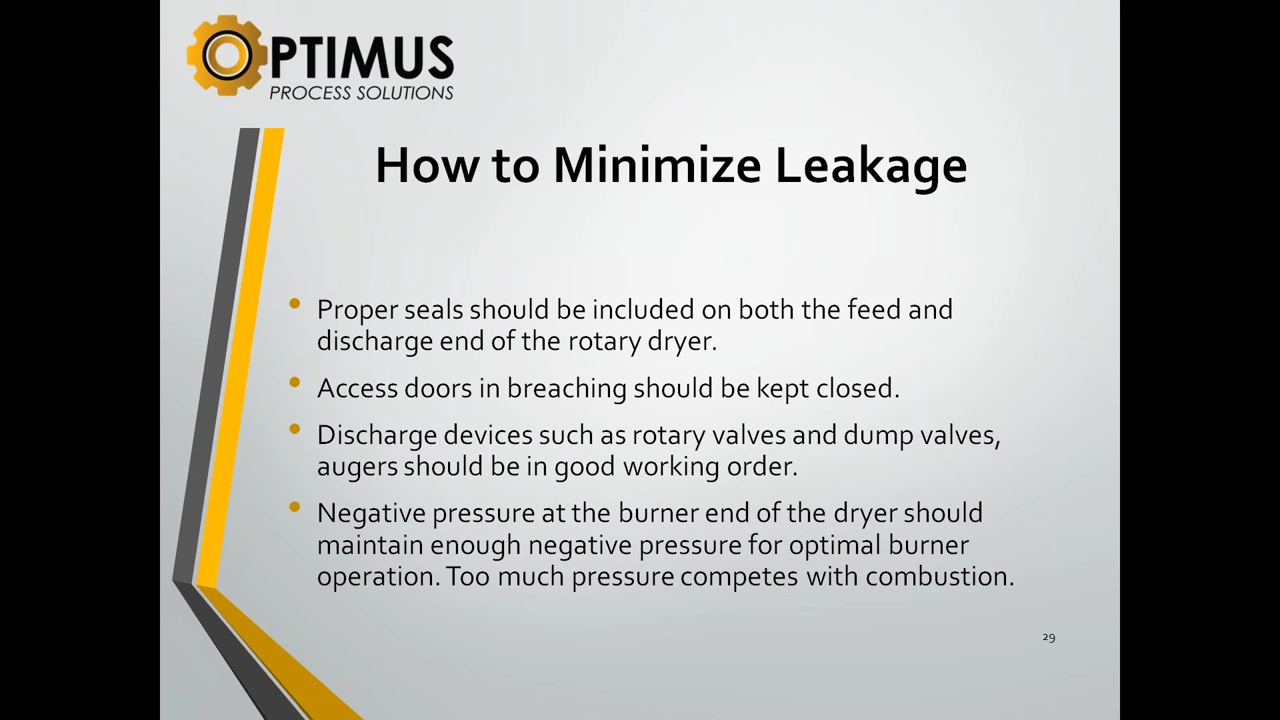 OPTIMUS
PROCESS SOLUTIONS
How to Minimize Leakage
• Proper seals should be included on both the feed and
discharge end of the rotary dryer.
• Access doors in breaching should be kept closed.
• Discharge devices such as rotary valves and dump valves,
augers should be in good working order.
• Negative pressure at the burner end of the dryer should
maintain enough negative pressure for optimal burner
operation. Too much pressure competes with combustion.
29